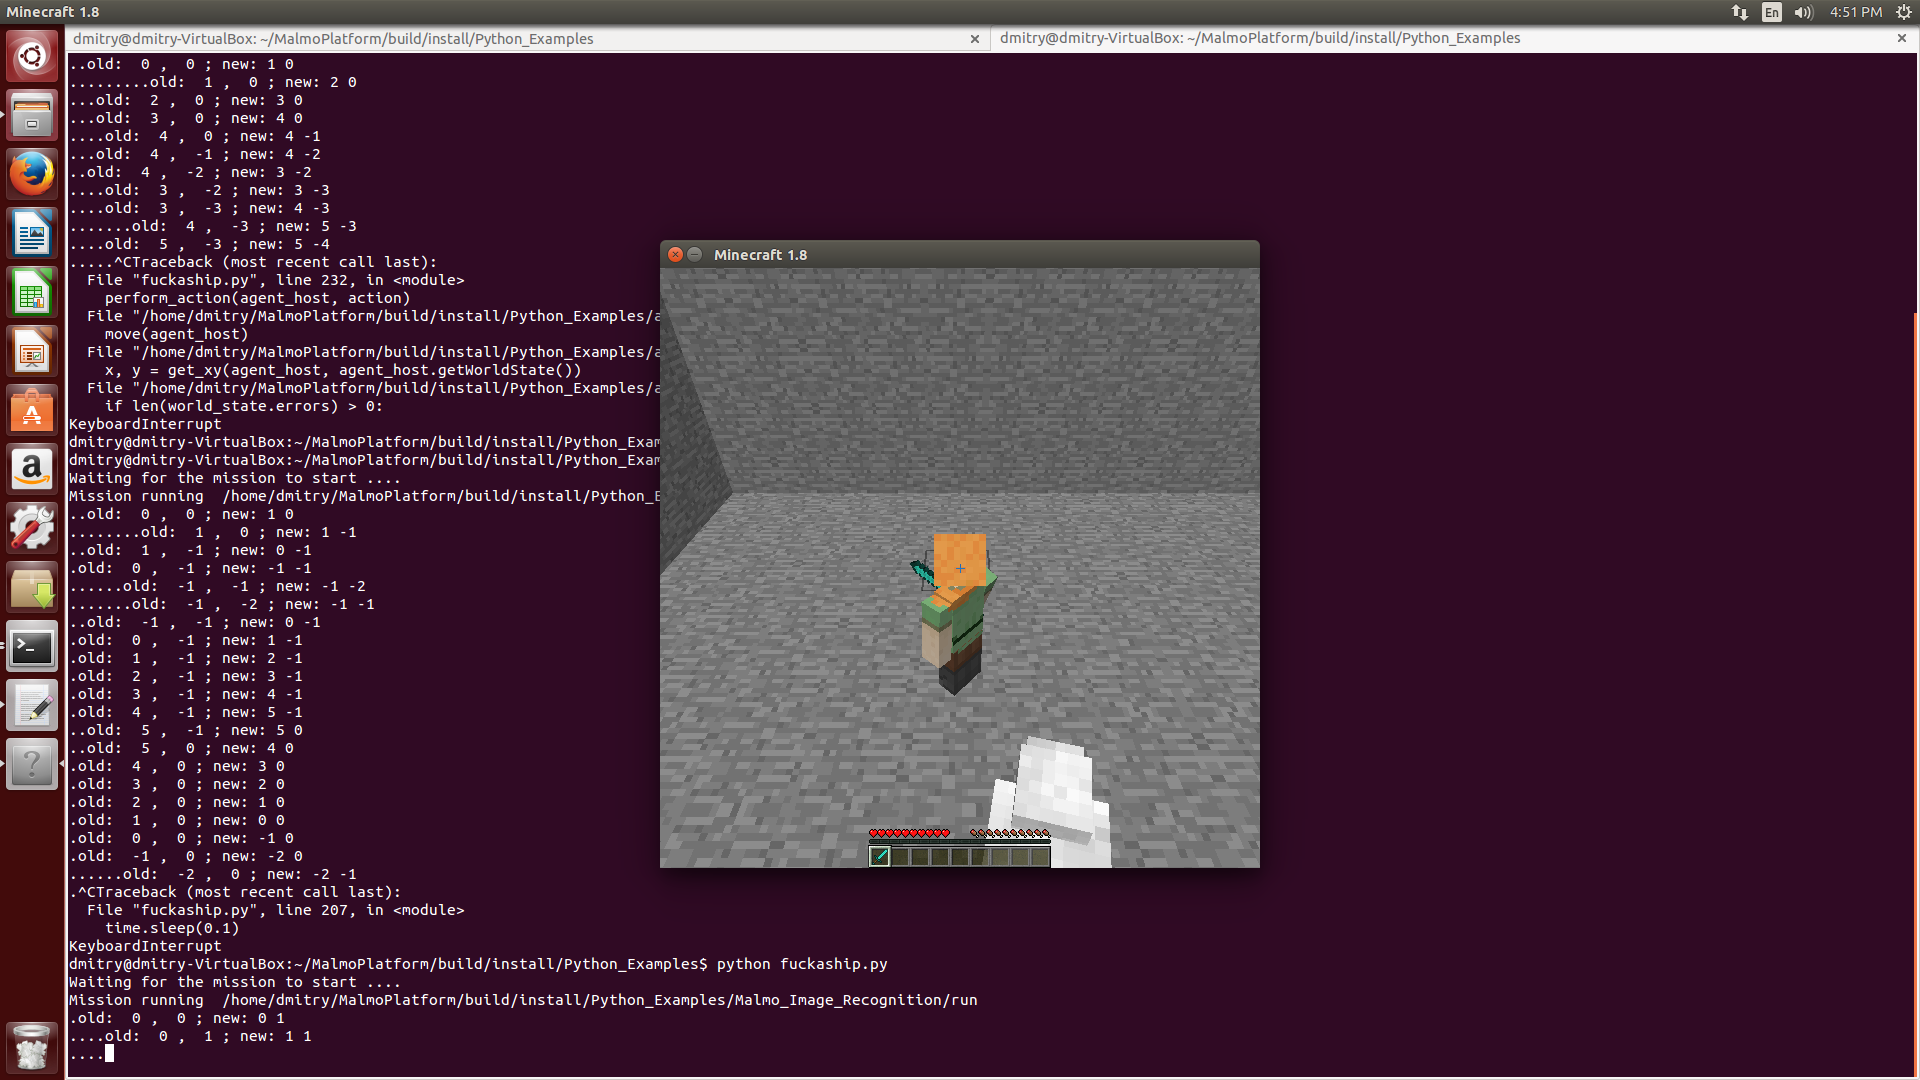 Minecraft 1.8
En
4:51 PM
dmitry@dmitry-VirtualBox: ~/MalmoPlatform/build/install/Python_Examples
dmitry@dmitry-VirtualBox: ~/MalmoPlatform/build/install/Python_Examples
..old:  0 ,  0 ; new: 1 0
.........old:  1 ,  0 ; new: 2 0
...old:  2 ,  0 ; new: 3 0
...old:  3 ,  0 ; new: 4 0
....old:  4 ,  0 ; new: 4 -1
...old:  4 ,  -1 ; new: 4 -2
..old:  4 ,  -2 ; new: 3 -2
....old:  3 ,  -2 ; new: 3 -3
....old:  3 ,  -3 ; new: 4 -3
.......old:  4 ,  -3 ; new: 5 -3
....old:  5 ,  -3 ; new: 5 -4
.....^CTraceback (most recent call last):
  File "fuckaship.py", line 232, in <module>
    perform_action(agent_host, action)
  File "/home/dmitry/MalmoPlatform/build/install/Python_Examples/a
    move(agent_host)
  File "/home/dmitry/MalmoPlatform/build/install/Python_Examples/a
    x, y = get_xy(agent_host, agent_host.getWorldState())
  File "/home/dmitry/MalmoPlatform/build/install/Python_Examples/a
    if len(world_state.errors) > 0:
KeyboardInterrupt
dmitry@dmitry-VirtualBox:~/MalmoPlatform/build/install/Python_Exam
dmitry@dmitry-VirtualBox:~/MalmoPlatform/build/install/Python_Exam
Waiting for the mission to start ....
Mission running  /home/dmitry/MalmoPlatform/build/install/Python_E
..old:  0 ,  0 ; new: 1 0
........old:  1 ,  0 ; new: 1 -1
..old:  1 ,  -1 ; new: 0 -1
.old:  0 ,  -1 ; new: -1 -1
......old:  -1 ,  -1 ; new: -1 -2
.......old:  -1 ,  -2 ; new: -1 -1
..old:  -1 ,  -1 ; new: 0 -1
.old:  0 ,  -1 ; new: 1 -1
.old:  1 ,  -1 ; new: 2 -1
.old:  2 ,  -1 ; new: 3 -1
.old:  3 ,  -1 ; new: 4 -1
.old:  4 ,  -1 ; new: 5 -1
..old:  5 ,  -1 ; new: 5 0
..old:  5 ,  0 ; new: 4 0
.old:  4 ,  0 ; new: 3 0
.old:  3 ,  0 ; new: 2 0
.old:  2 ,  0 ; new: 1 0
.old:  1 ,  0 ; new: 0 0
.old:  0 ,  0 ; new: -1 0
.old:  -1 ,  0 ; new: -2 0
......old:  -2 ,  0 ; new: -2 -1
.^CTraceback (most recent call last):
  File "fuckaship.py", line 207, in <module>
    time.sleep(0.1)
KeyboardInterrupt
dmitry@dmitry-VirtualBox:~/MalmoPlatform/build/install/Python_Examples$ python fuckaship.py
Waiting for the mission to start ....
Mission running  /home/dmitry/MalmoPlatform/build/install/Python_Examples/Malmo_Image_Recognition/run
.old:  0 ,  0 ; new: 0 1
....old:  0 ,  1 ; new: 1 1
....
Minecraft 1.8